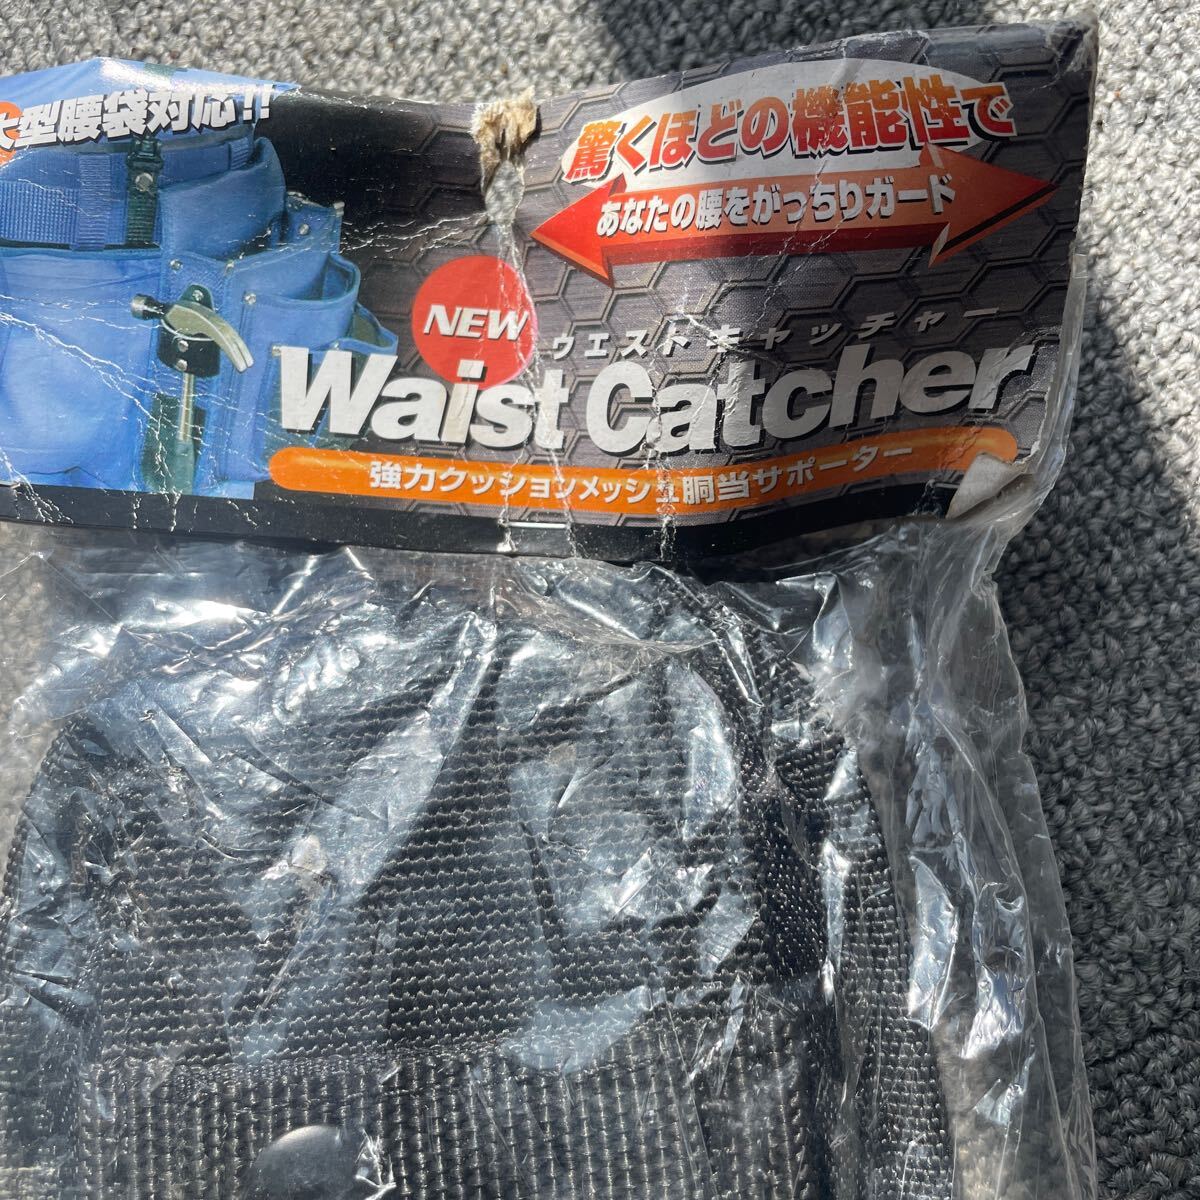 大型腰袋対応!!
驚くほどの機能性で
あなたの腰をがっちりガード
NEW
ウエストキャッチャー
Waist Catcher
強力クッションメッシュ胴当サポーター